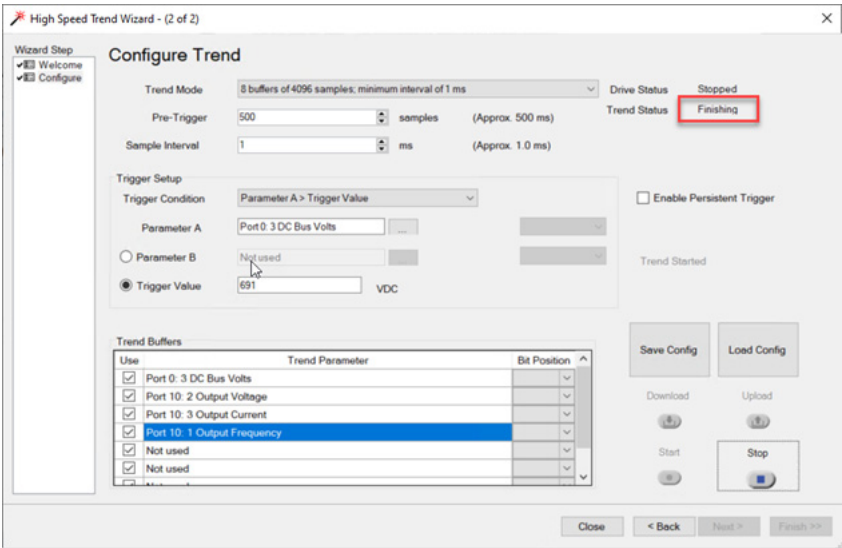 High Speed Trend Wizard - (2 of 2)
Wizard Step
Welcome
Configure
Configure Trend
Trend Mode 8 buffers of 4096 samples; minimum interval of 1 ms Drive Status Stopped
Pre-Trigger 500 samples (Approx. 500 ms) Trend Status Finishing
Sample Interval 1 ms (Approx. 1.0 ms)
Trigger Setup
Trigger Condition Parameter A > Trigger Value Enable Persistent Trigger
Parameter A Port 0: 3 DC Bus Volts ...
Parameter B Not used ... Trend Started
Trigger Value 691 VDC
Trend Buffers
Use Trend Parameter Bit Position
Port 0: 3 DC Bus Volts
Port 10: 2 Output Voltage
Port 10: 3 Output Current
Port 10: 1 Output Frequency
Not used
Not used
Save Config Load Config
Download Upload
Start Stop
Close < Back Next > Finish >>